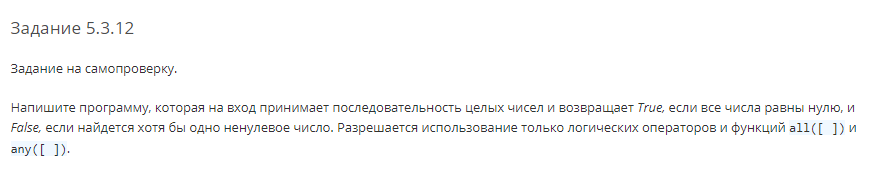 Задание 5.3.12
Задание на самопроверку.
Напишите программу, которая на вход принимает последовательность целых чисел и возвращает True, если все числа равны нулю, и
False, если найдется хотя бы одно ненулевое число. Разрешается использование только логических операторов и функций all([ ]) и
any([ ]).